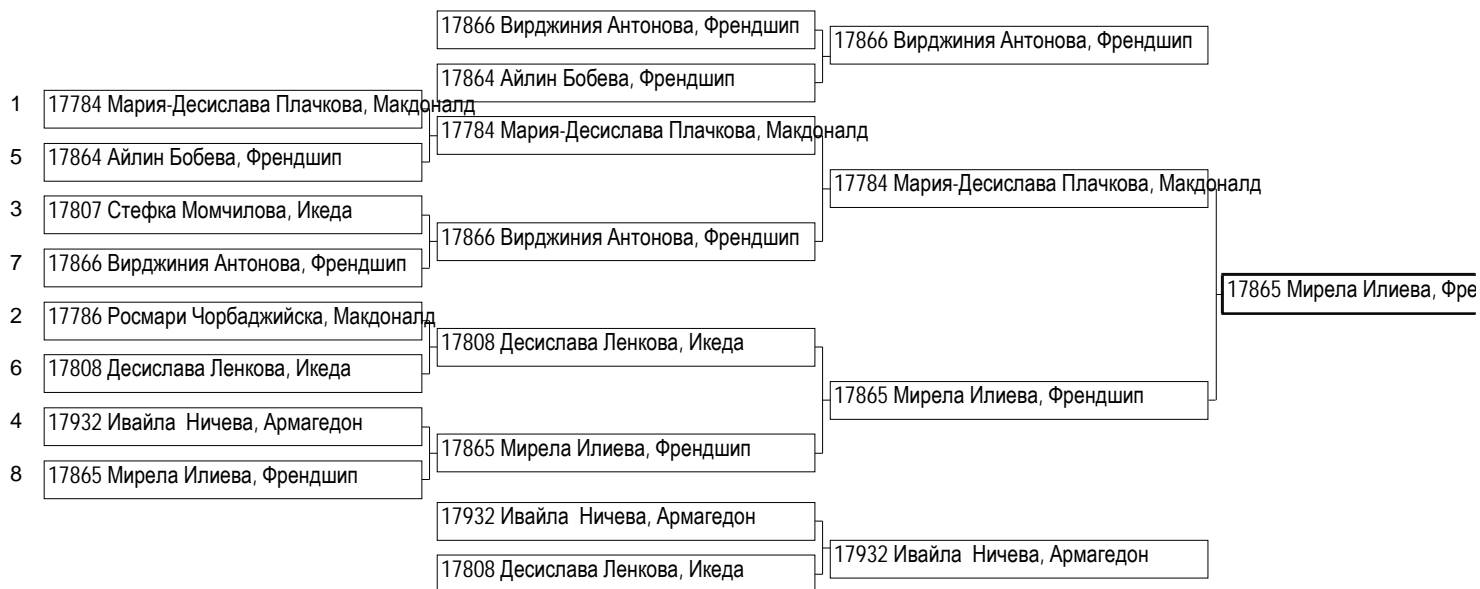 17866 Вирджиния Антонова, Френдшип
17866 Вирджиния Антонова, Френдшип
17864 Айлин Бобева, Френдшип
1 17784 Мария-Десислава Плачкова, Макдоналд
17784 Мария-Десислава Плачкова, Макдоналд
5 17864 Айлин Бобева, Френдшип
17784 Мария-Десислава Плачкова, Макдоналд
3 17807 Стефка Момчилова, Икеда
17866 Вирджиния Антонова, Френдшип
7 17866 Вирджиния Антонова, Френдшип
17865 Мирела Илиева, Фре
2 17786 Росмари Чорбаджийска, Макдоналд
17808 Десислава Ленкова, Икеда
6 17808 Десислава Ленкова, Икеда
17865 Мирела Илиева, Френдшип
4 17932 Ивайла  Ничева, Армагедон
17865 Мирела Илиева, Френдшип
8 17865 Мирела Илиева, Френдшип
17932 Ивайла  Ничева, Армагедон
17932 Ивайла  Ничева, Армагедон
17808 Десислава Ленкова, Икеда